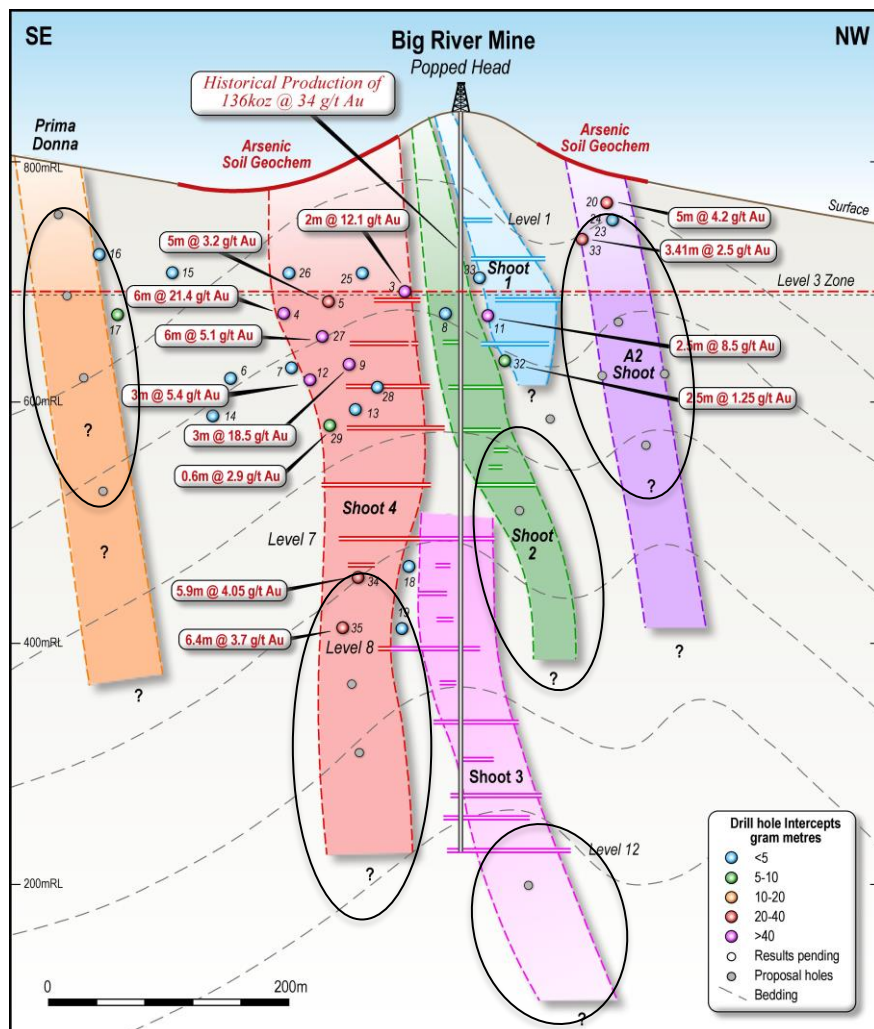 SE
Big River Mine
NW
Popped Head
Historical Production of
136koz @ 34 g/t Au
Prima
Donna
Arsenic
Soil Geochem
Arsenic
Soil Geochem
800mRL
Surface
20
5m @ 4.2 g/t Au
24
23
33
3.41m @ 2.5 g/t Au
2m @ 12.1 g/t Au
Level 1
5m @ 3.2 g/t Au
16
15
26
25
33
Shoot
1
Level 3 Zone
6m @ 21.4 g/t Au
3
5
4
17
8
11
6m @ 5.1 g/t Au
27
2.5m @ 8.5 g/t Au
A2
Shoot
7
12
9
32
6
3m @ 5.4 g/t Au
28
2.5m @ 1.25 g/t Au
600mRL
14
13
?
3m @ 18.5 g/t Au
29
?
0.6m @ 2.9 g/t Au
?
Shoot 4
Shoot
2
Level 7
?
5.9m @ 4.05 g/t Au
34
18
19
6.4m @ 3.7 g/t Au
35
400mRL
Level 8
?
?
?
Shoot 3
Level 12
?
200mRL
?
Drill hole Intercepts
gram metres
<5
5-10
10-20
20-40
>40
Results pending
Proposal holes
Bedding
0
200m